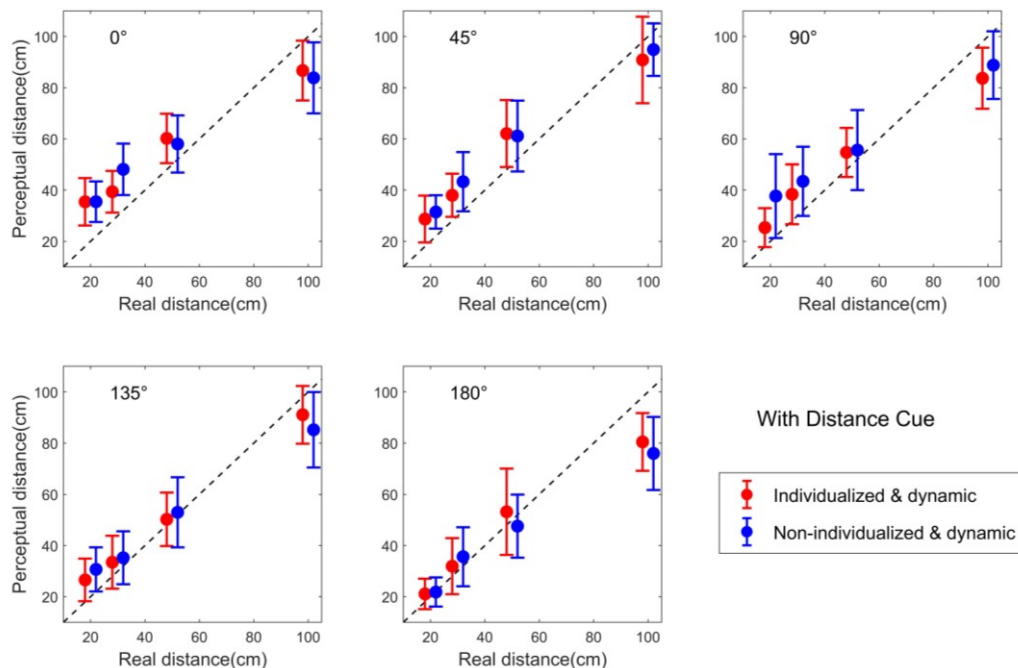 0°
45°
90°
Perceptual distance(cm)
100
80
60
40
20
100
80
60
40
20
100
80
60
40
20
20 40 60 80 100
20 40 60 80 100
20 40 60 80 100
Real distance(cm)
Real distance(cm)
Real distance(cm)
135°
180°
Perceptual distance(cm)
100
80
60
40
20
100
80
60
40
20
20 40 60 80 100
20 40 60 80 100
Real distance(cm)
Real distance(cm)
With Distance Cue
Individualized & dynamic
Non-individualized & dynamic